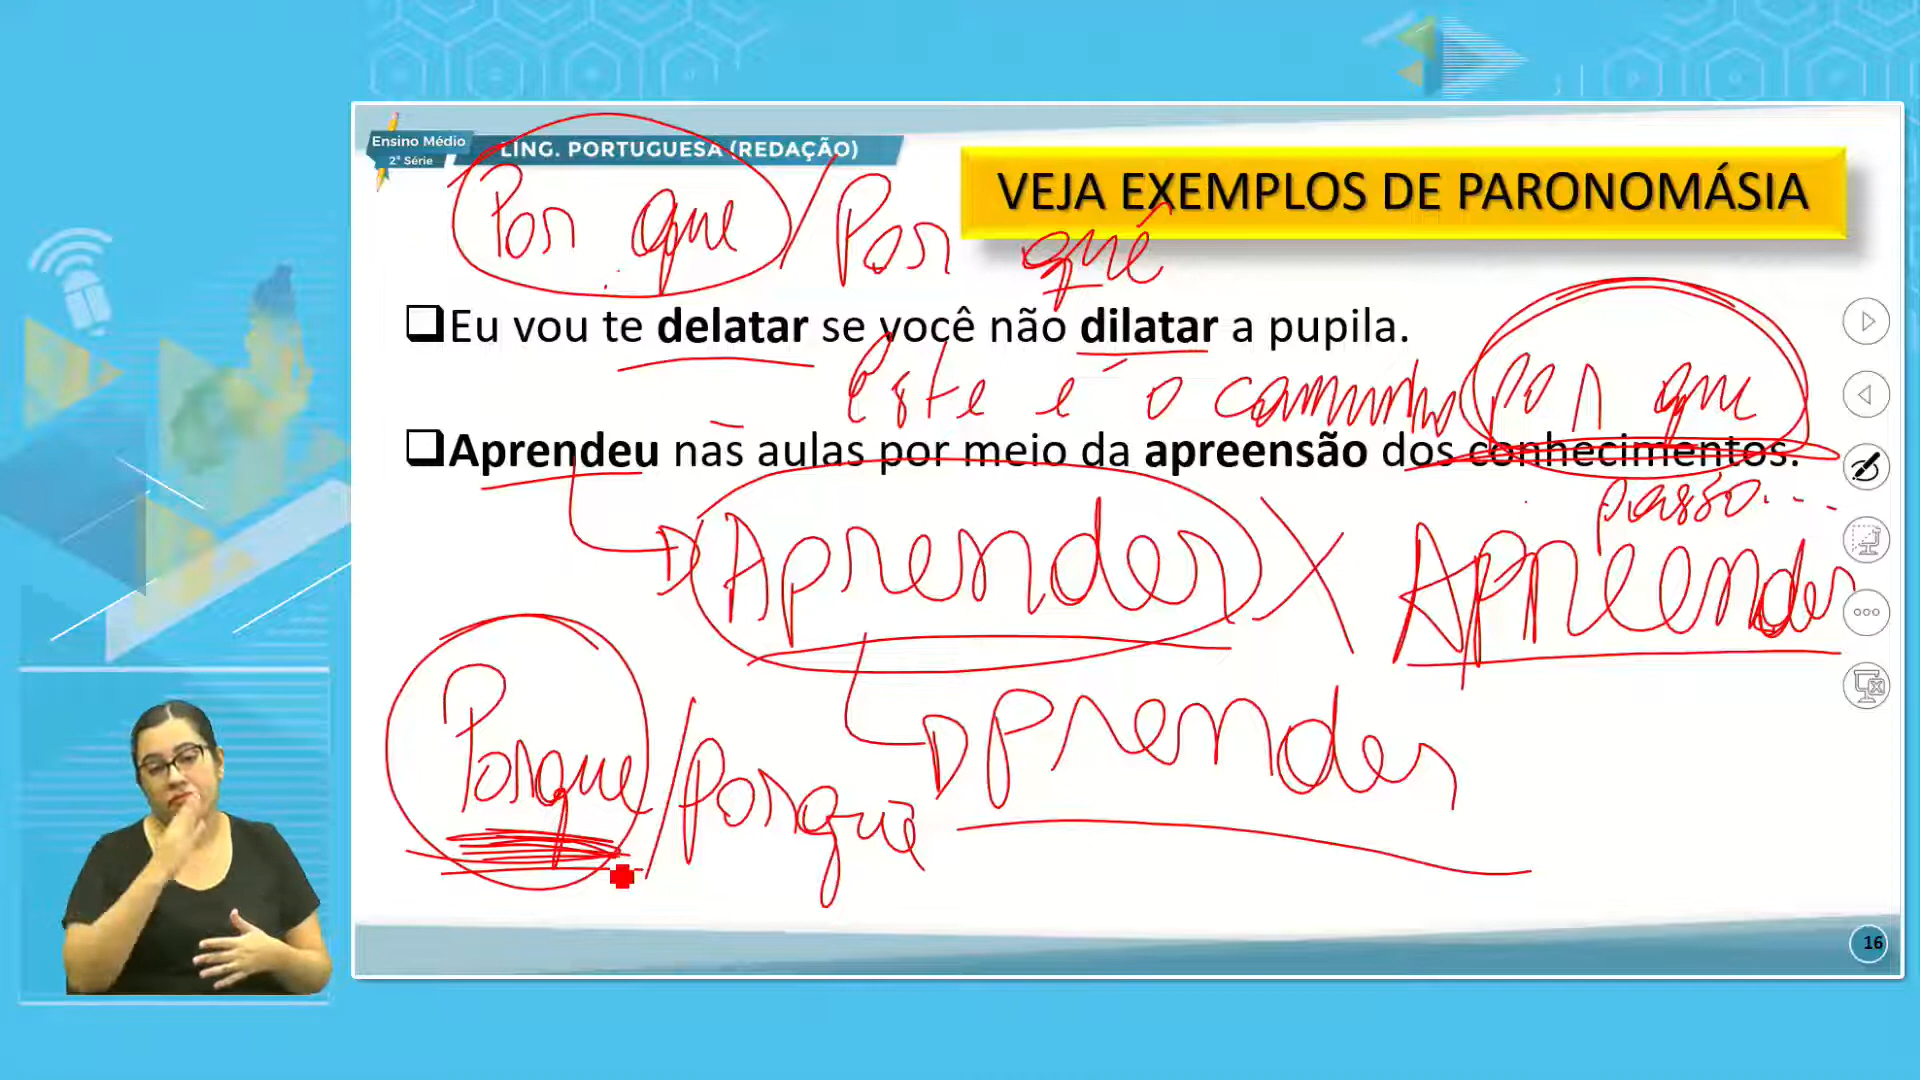 Ensino Médio
2ª Série
LING. PORTUGUESA (REDAÇÃO)
VEJA EXEMPLOS DE PARONOMÁSIA
Por que / Por quê
Eu vou te delatar se você não dilatar a pupila.
Este é o caminho por que
Aprendeu nas aulas por meio da apreensão dos conhecimentos.
passo...
Aprender X Apreender
Prender
Porque / Porquê
16